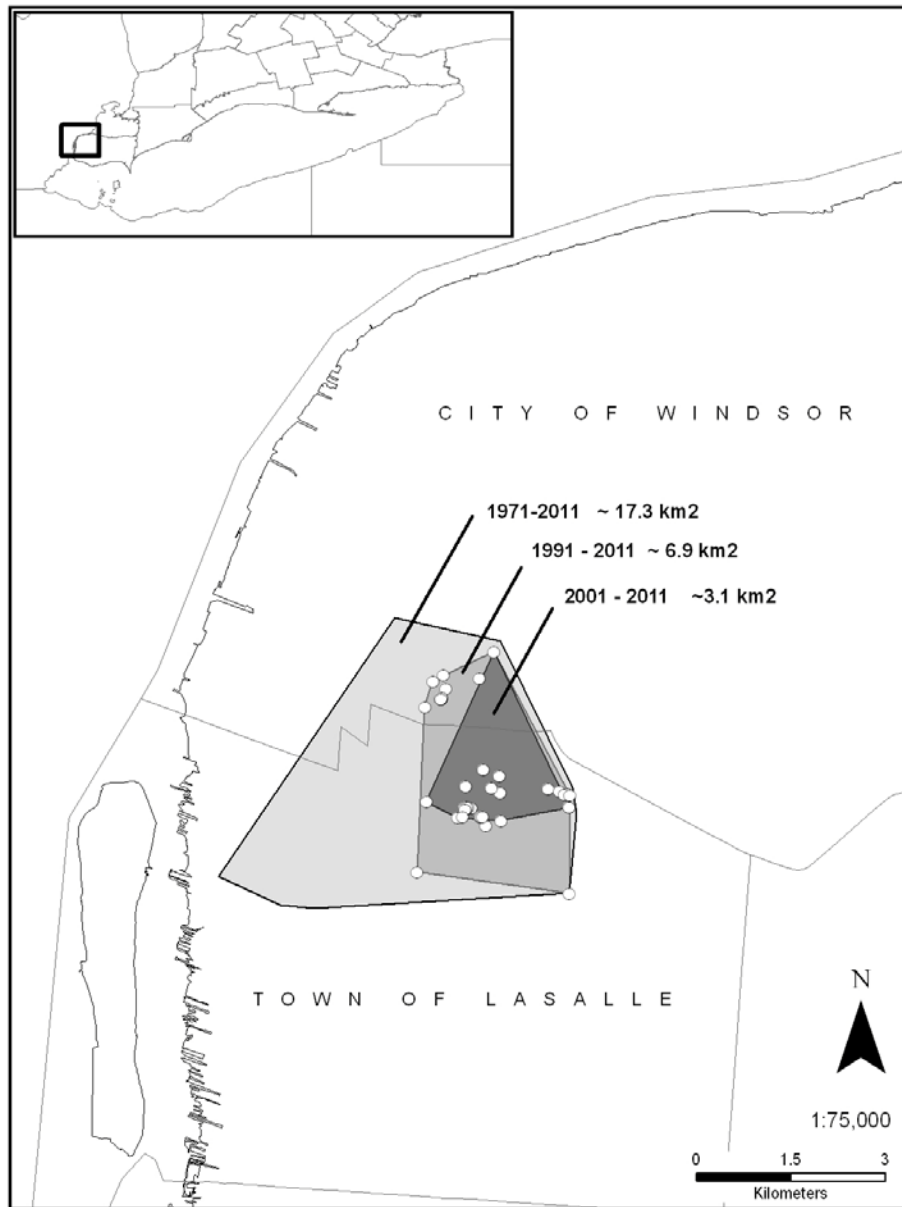 CITY OF WINDSOR
1971-2011 ~ 17.3 km2
1991 - 2011 ~ 6.9 km2
2001 - 2011 ~3.1 km2
TOWN OF LASALLE
N
1:75,000
0 1.5 3
Kilometers